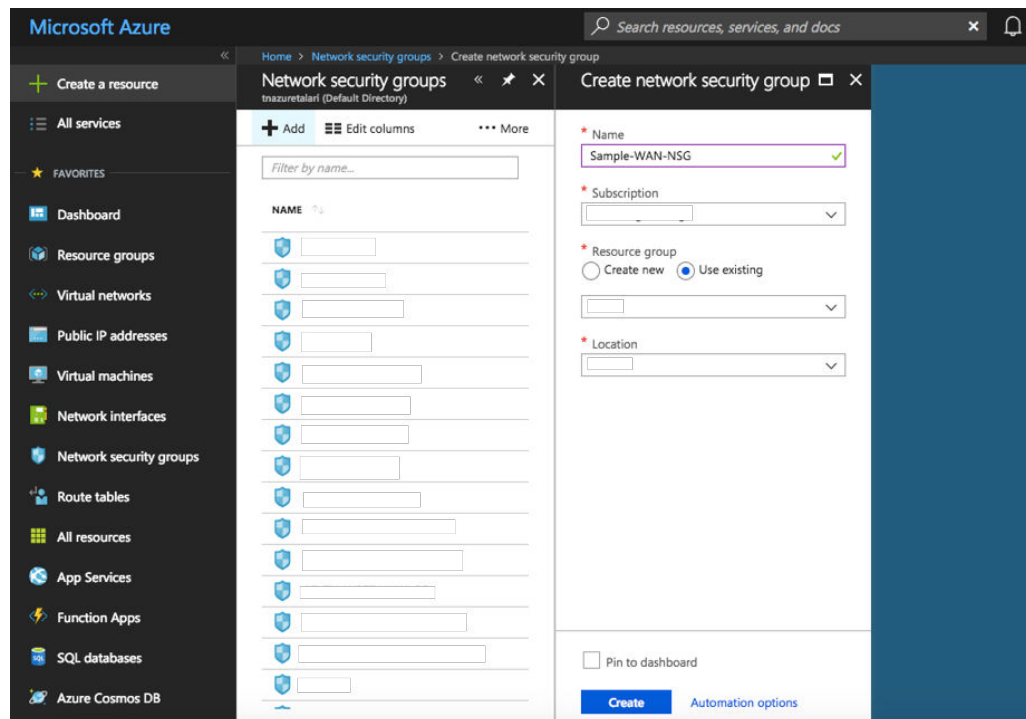 Microsoft Azure
Search resources, services, and docs
Home > Network security groups > Create network security group
Create a resource
All services
FAVORITES
Dashboard
Resource groups
Virtual networks
Public IP addresses
Virtual machines
Network interfaces
Network security groups
Route tables
All resources
App Services
Function Apps
SQL databases
Azure Cosmos DB
Network security groups
tnazuretalari (Default Directory)
Add
Edit columns
More
Filter by name...
NAME
Create network security group
* Name
Sample-WAN-NSG
* Subscription
* Resource group
Create new
Use existing
* Location
Pin to dashboard
Create
Automation options